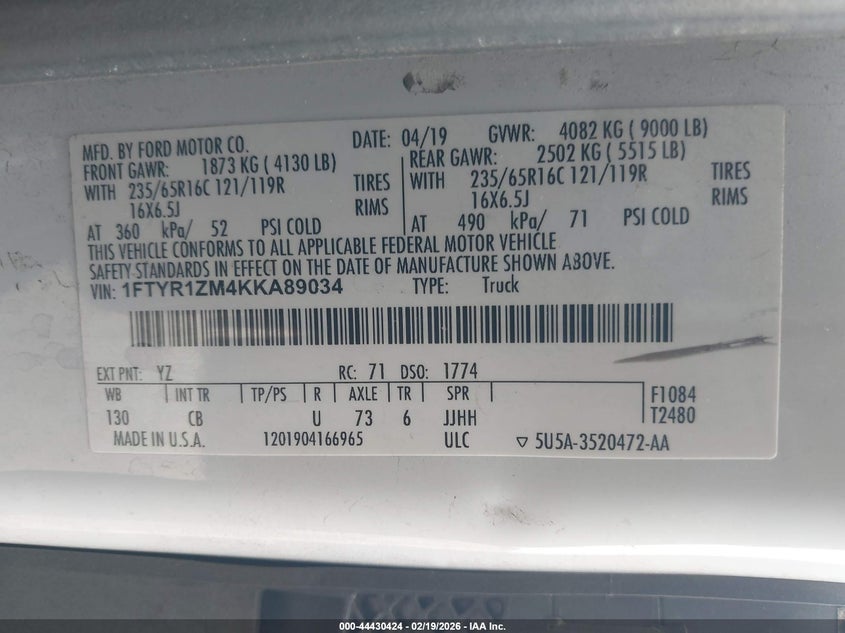 MFD. BY FORD MOTOR CO. DATE: 04/19 GVWR: 4082 KG ( 9000 LB)
FRONT GAWR: 1873 KG ( 4130 LB) REAR GAWR: 2502 KG ( 5515 LB)
WITH 235/65R16C 121/119R TIRES WITH 235/65R16C 121/119R TIRES
16X6.5J RIMS 16X6.5J RIMS
AT 360 kPa/ 52 PSI COLD AT 490 kPa/ 71 PSI COLD
THIS VEHICLE CONFORMS TO ALL APPLICABLE FEDERAL MOTOR VEHICLE
SAFETY STANDARDS IN EFFECT ON THE DATE OF MANUFACTURE SHOWN ABOVE.
VIN: 1FTYR1ZM4KKA89034 TYPE: Truck
EXT PNT: YZ RC: 71 DSO: 1774
WB INT TR TP/PS R AXLE TR SPR F1084
130 CB U 73 6 JJHH T2480
MADE IN U.S.A. 1201904166965 ULC ▽ 5U5A-3520472-AA
000-44430424 - 02/19/2026 - IAA Inc.